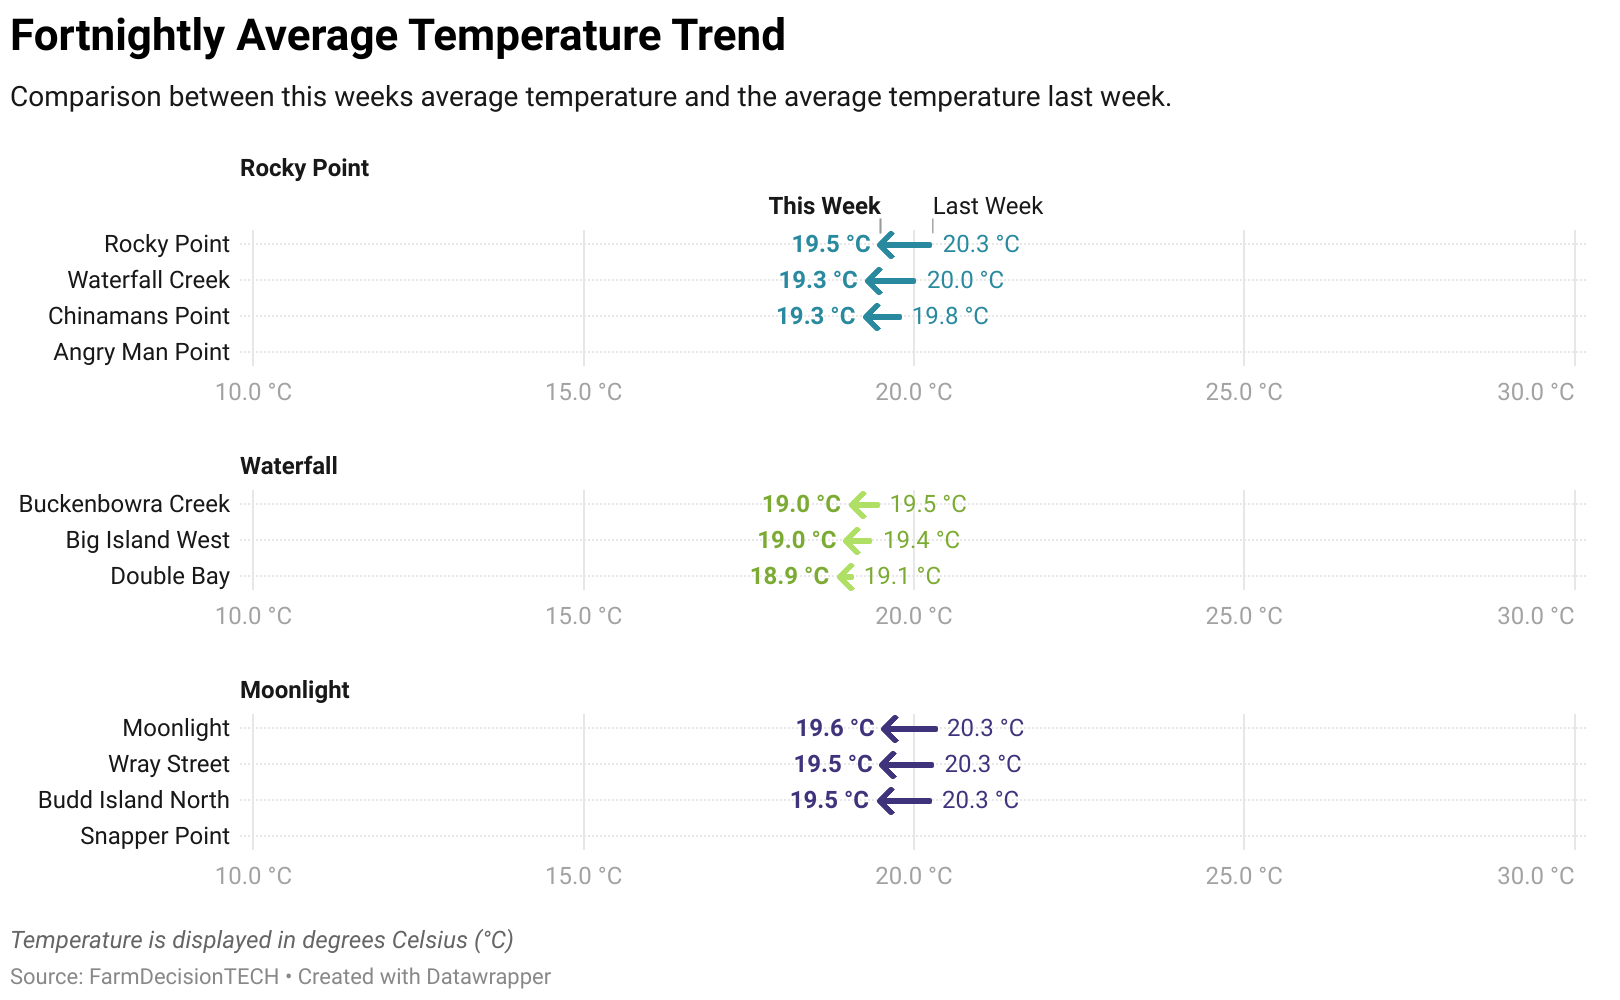 Fortnightly Average Temperature Trend
Comparison between this weeks average temperature and the average temperature last week.
Rocky Point
This Week Last Week
Rocky Point 19.5 °C 20.3 °C
Waterfall Creek 19.3 °C 20.0 °C
Chinamans Point 19.3 °C 19.8 °C
Angry Man Point
10.0 °C 15.0 °C 20.0 °C 25.0 °C 30.0 °C
Waterfall
Buckenbowra Creek 19.0 °C 19.5 °C
Big Island West 19.0 °C 19.4 °C
Double Bay 18.9 °C 19.1 °C
10.0 °C 15.0 °C 20.0 °C 25.0 °C 30.0 °C
Moonlight
Moonlight 19.6 °C 20.3 °C
Wray Street 19.5 °C 20.3 °C
Budd Island North 19.5 °C 20.3 °C
Snapper Point
10.0 °C 15.0 °C 20.0 °C 25.0 °C 30.0 °C
Temperature is displayed in degrees Celsius (°C)
Source: FarmDecisionTECH • Created with Datawrapper